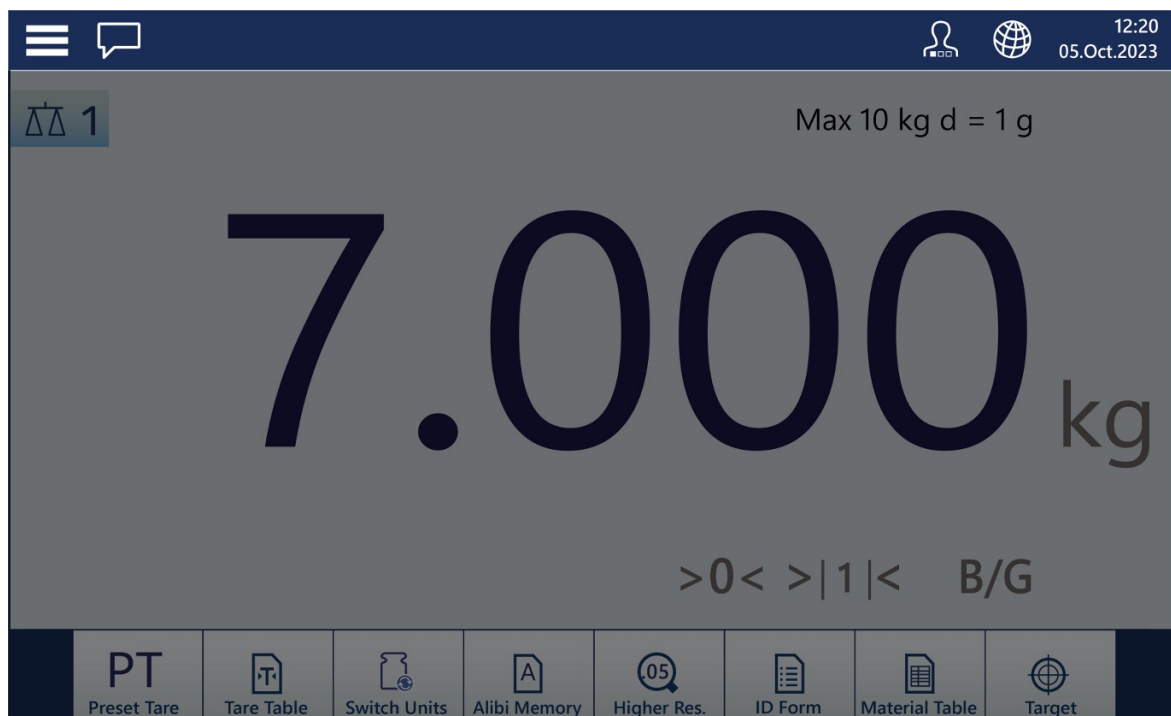 12:20
05.Oct.2023
1
Max 10 kg d = 1 g
7.000 kg
>0< >|1|< B/G
PT
Preset Tare
Tare Table
Switch Units
A
Alibi Memory
.05
Higher Res.
ID Form
Material Table
Target
T